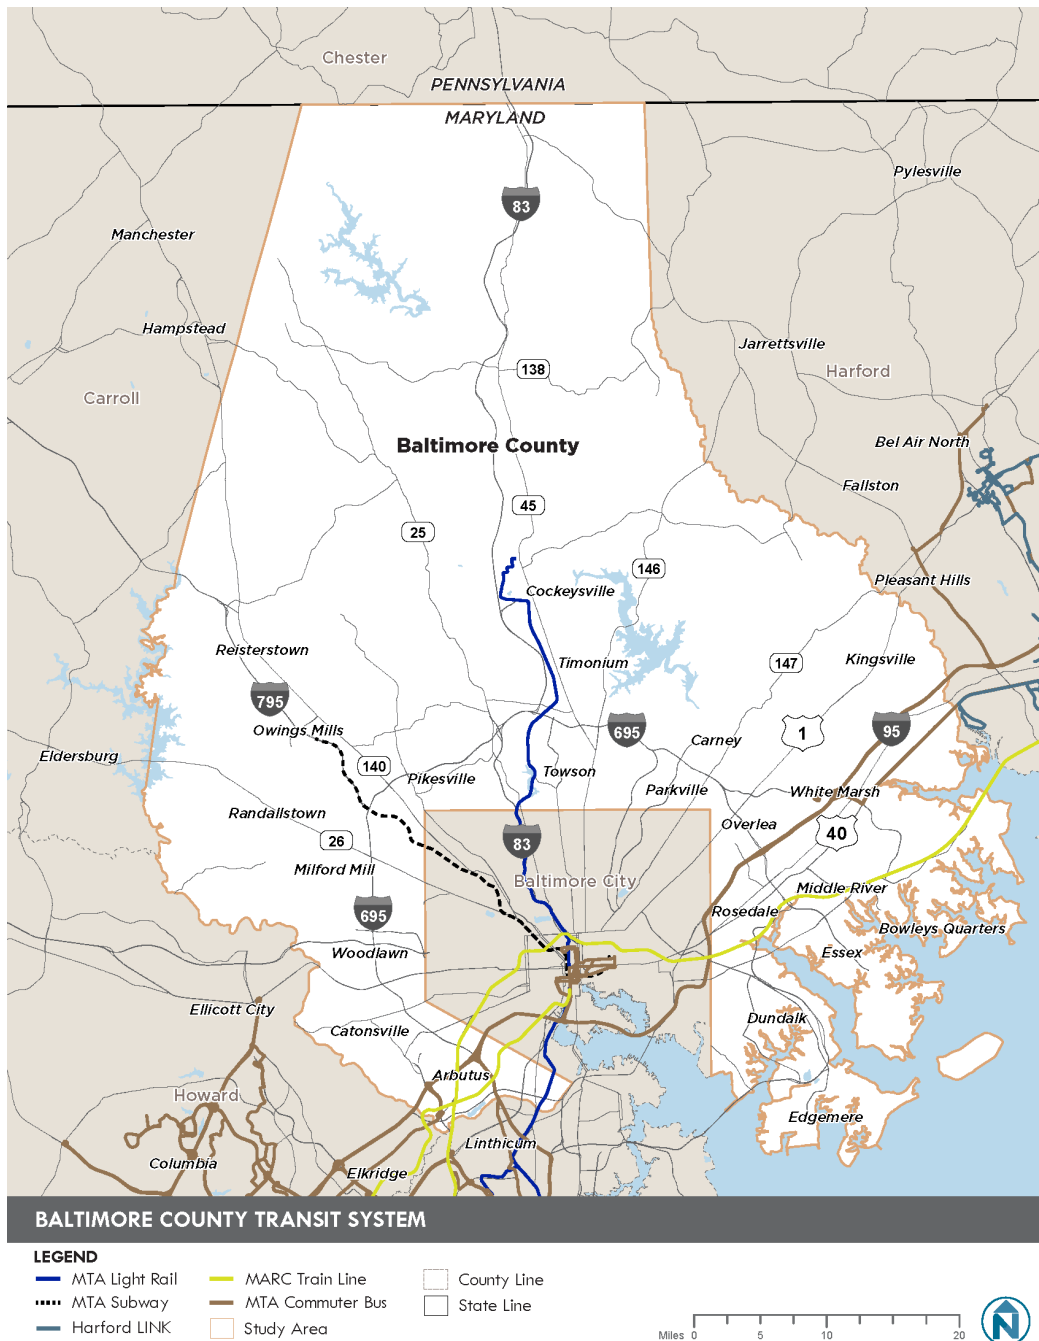 Chester
PENNSYLVANIA
MARYLAND
Pylesville
83
Manchester
Hampstead
Jarrettsville
138
Harford
Carroll
Baltimore County
Bel Air North
Fallston
45
25
146
Pleasant Hills
Cockeysville
Reisterstown
Timonium
147
Kingsville
795
Owings Mills
695
1
95
Carney
Eldersburg
140
Pikesville
Towson
Parkville
White Marsh
Randallstown
Overlea
40
26
83
Milford Mill
Baltimore City
Middle River
695
Rosedale
Bowleys Quarters
Woodlawn
Essex
Ellicott City
Dundalk
Catonsville
Arbutus
Howard
Edgemere
Linthicum
Columbia
Elkridge
BALTIMORE COUNTY TRANSIT SYSTEM
LEGEND
MTA Light Rail
MARC Train Line
County Line
MTA Subway
MTA Commuter Bus
State Line
Harford LINK
Study Area
Miles 0 5 10 20
N